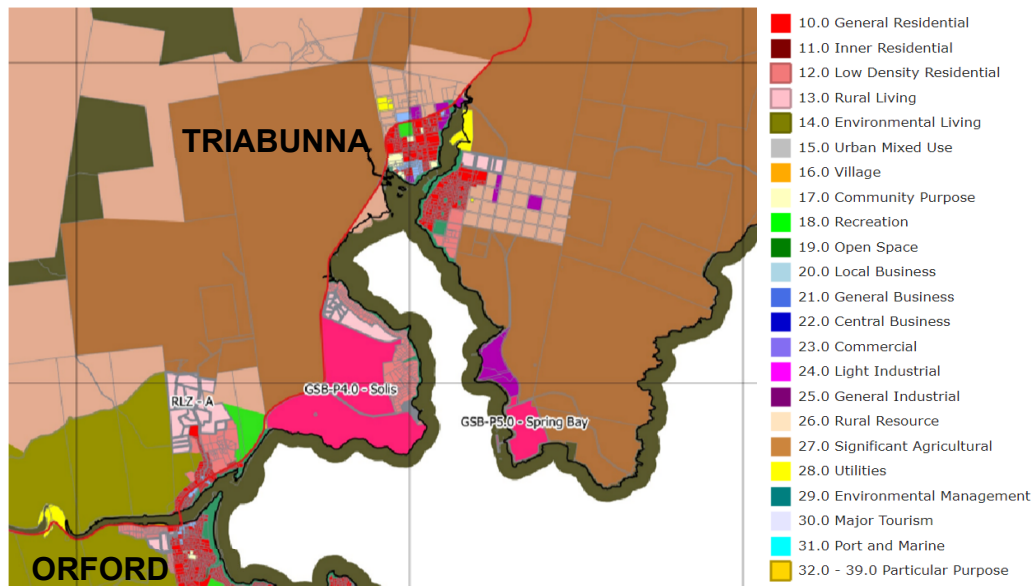 TRIABUNNA
GSB-P4.0 - Solis
RLZ - A
GSB-P5.0 - Spring Bay
ORFORD
10.0 General Residential
11.0 Inner Residential
12.0 Low Density Residential
13.0 Rural Living
14.0 Environmental Living
15.0 Urban Mixed Use
16.0 Village
17.0 Community Purpose
18.0 Recreation
19.0 Open Space
20.0 Local Business
21.0 General Business
22.0 Central Business
23.0 Commercial
24.0 Light Industrial
25.0 General Industrial
26.0 Rural Resource
27.0 Significant Agricultural
28.0 Utilities
29.0 Environmental Management
30.0 Major Tourism
31.0 Port and Marine
32.0 - 39.0 Particular Purpose